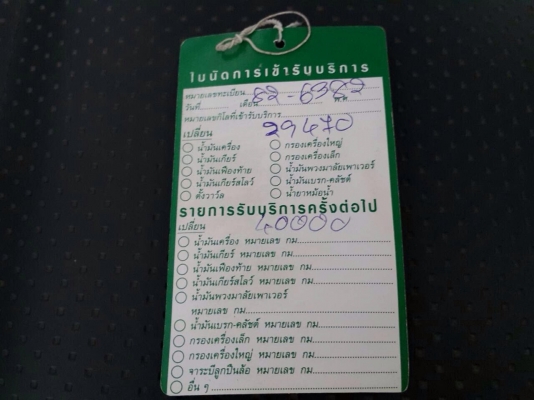 ใบนัดการเข้ารับบริการ
หมายเลขทะเบียน....82-6382
วันที่.......... เดือน.......... พ.ศ.
หมายเลขกิโลที่เข้ารับบริการ
29470
เปลี่ยน
○ น้ำมันเครื่อง ○ กรองเครื่องใหญ่
○ น้ำมันเกียร์ ○ กรองเครื่องเล็ก
○ น้ำมันเฟืองท้าย ○ น้ำมันพวงมาลัยเพาเวอร์
○ น้ำมันเกียร์สโลว์ ○ น้ำมันเบรก-คลัชต์
○ ตั้งวาล์ว ○ น้ำยาหม้อน้ำ
รายการรับบริการครั้งต่อไป
เปลี่ยน 40000
○ น้ำมันเครื่อง หมายเลข กม..........
○ น้ำมันเกียร์ หมายเลข กม..........
○ น้ำมันเฟืองท้าย หมายเลข กม..........
○ น้ำมันเกียร์สโลว์ หมายเลข กม..........
○ น้ำมันพวงมาลัยเพาเวอร์
หมายเลข กม..........
○ น้ำมันเบรก-คลัชต์ หมายเลข กม..........
○ กรองเครื่องเล็ก หมายเลข กม..........
○ กรองเครื่องใหญ่ หมายเลข กม..........
○ จาระบีลูกปืนล้อ หมายเลข กม..........
○ อื่น ๆ..........